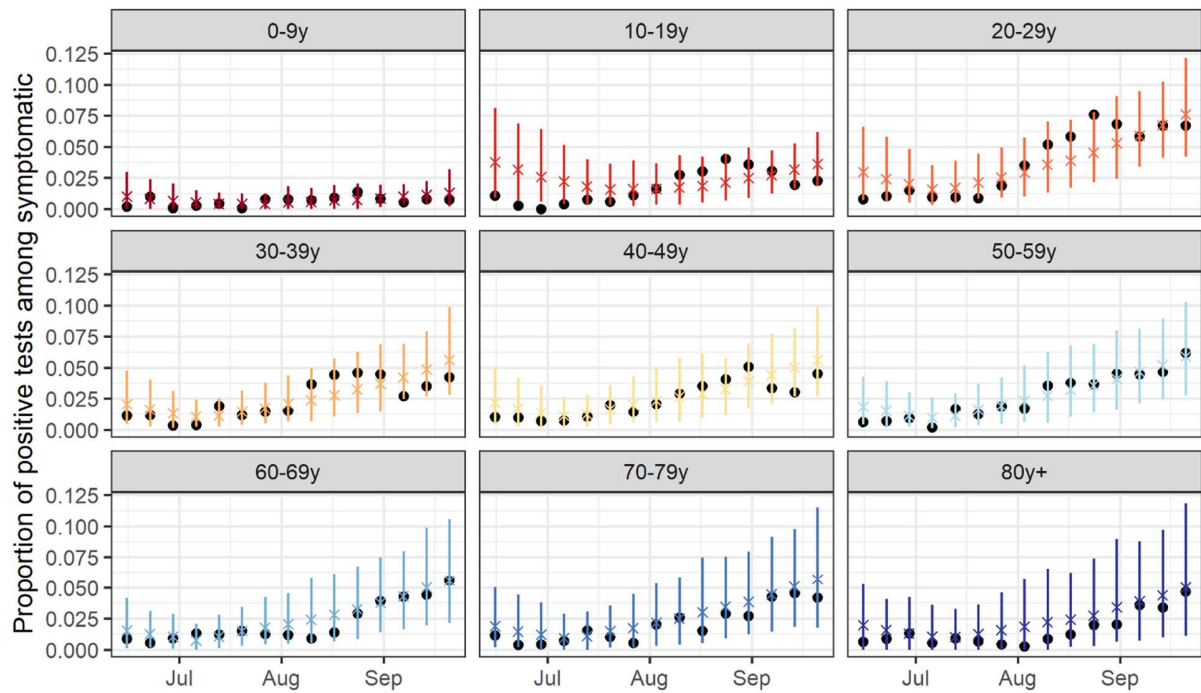 Proportion of positive tests among symptomatic
0-9y
10-19y
20-29y
0.125
0.100
0.075
0.050
0.025
0.000
30-39y
40-49y
50-59y
0.125
0.100
0.075
0.050
0.025
0.000
60-69y
70-79y
80y+
0.125
0.100
0.075
0.050
0.025
0.000
Jul Aug Sep
Jul Aug Sep
Jul Aug Sep